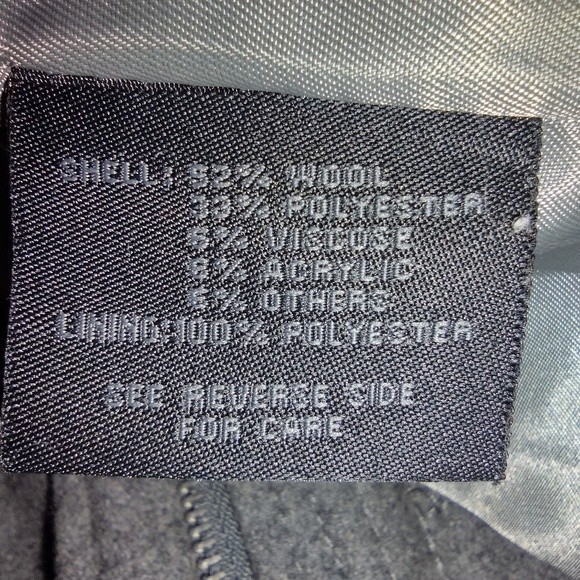 SHELL: 52% WOOL
33% POLYESTER
5% VISCOSE
5% ACRYLIC
5% OTHERS
LINING:100% POLYESTER
SEE REVERSE SIDE
FOR CARE